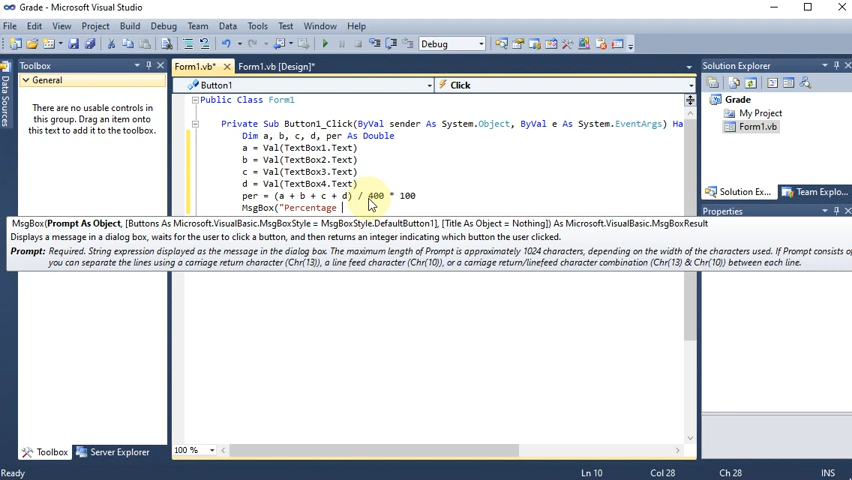 Grade - Microsoft Visual Studio
File Edit View Project Build Debug Team Data Tools Test Window Help
Debug
Toolbox
General
There are no usable controls
in this group. Drag an item onto
this text to add it to the toolbox.
Data Sources
Toolbox Server Explorer
Form1.vb* Form1.vb [Design]*
Button1 Click
Public Class Form1
Private Sub Button1_Click(ByVal sender As System.Object, ByVal e As System.EventArgs) Ha
Dim a, b, c, d, per As Double
a = Val(TextBox1.Text)
b = Val(TextBox2.Text)
c = Val(TextBox3.Text)
d = Val(TextBox4.Text)
per = (a + b + c + d) / 400 * 100
MsgBox("Percentage
MsgBox(Prompt As Object, [Buttons As Microsoft.VisualBasic.MsgBoxStyle = MsgBoxStyle.DefaultButton1], [Title As Object = Nothing]) As Microsoft.VisualBasic.MsgBoxResult
Displays a message in a dialog box, waits for the user to click a button, and then returns an integer indicating which button the user clicked.
Prompt: Required. String expression displayed as the message in the dialog box. The maximum length of Prompt is approximately 1024 characters, depending on the width of the characters used. If Prompt consists of
you can separate the lines using a carriage return character (Chr(13)), a line feed character (Chr(10)), or a carriage return/linefeed character combination (Chr(13) & Chr(10)) between each line.
100 %
Solution Explorer
Grade
My Project
Form1.vb
Solution Ex... Team Explo...
Properties
Ready Ln 10 Col 28 Ch 28 INS